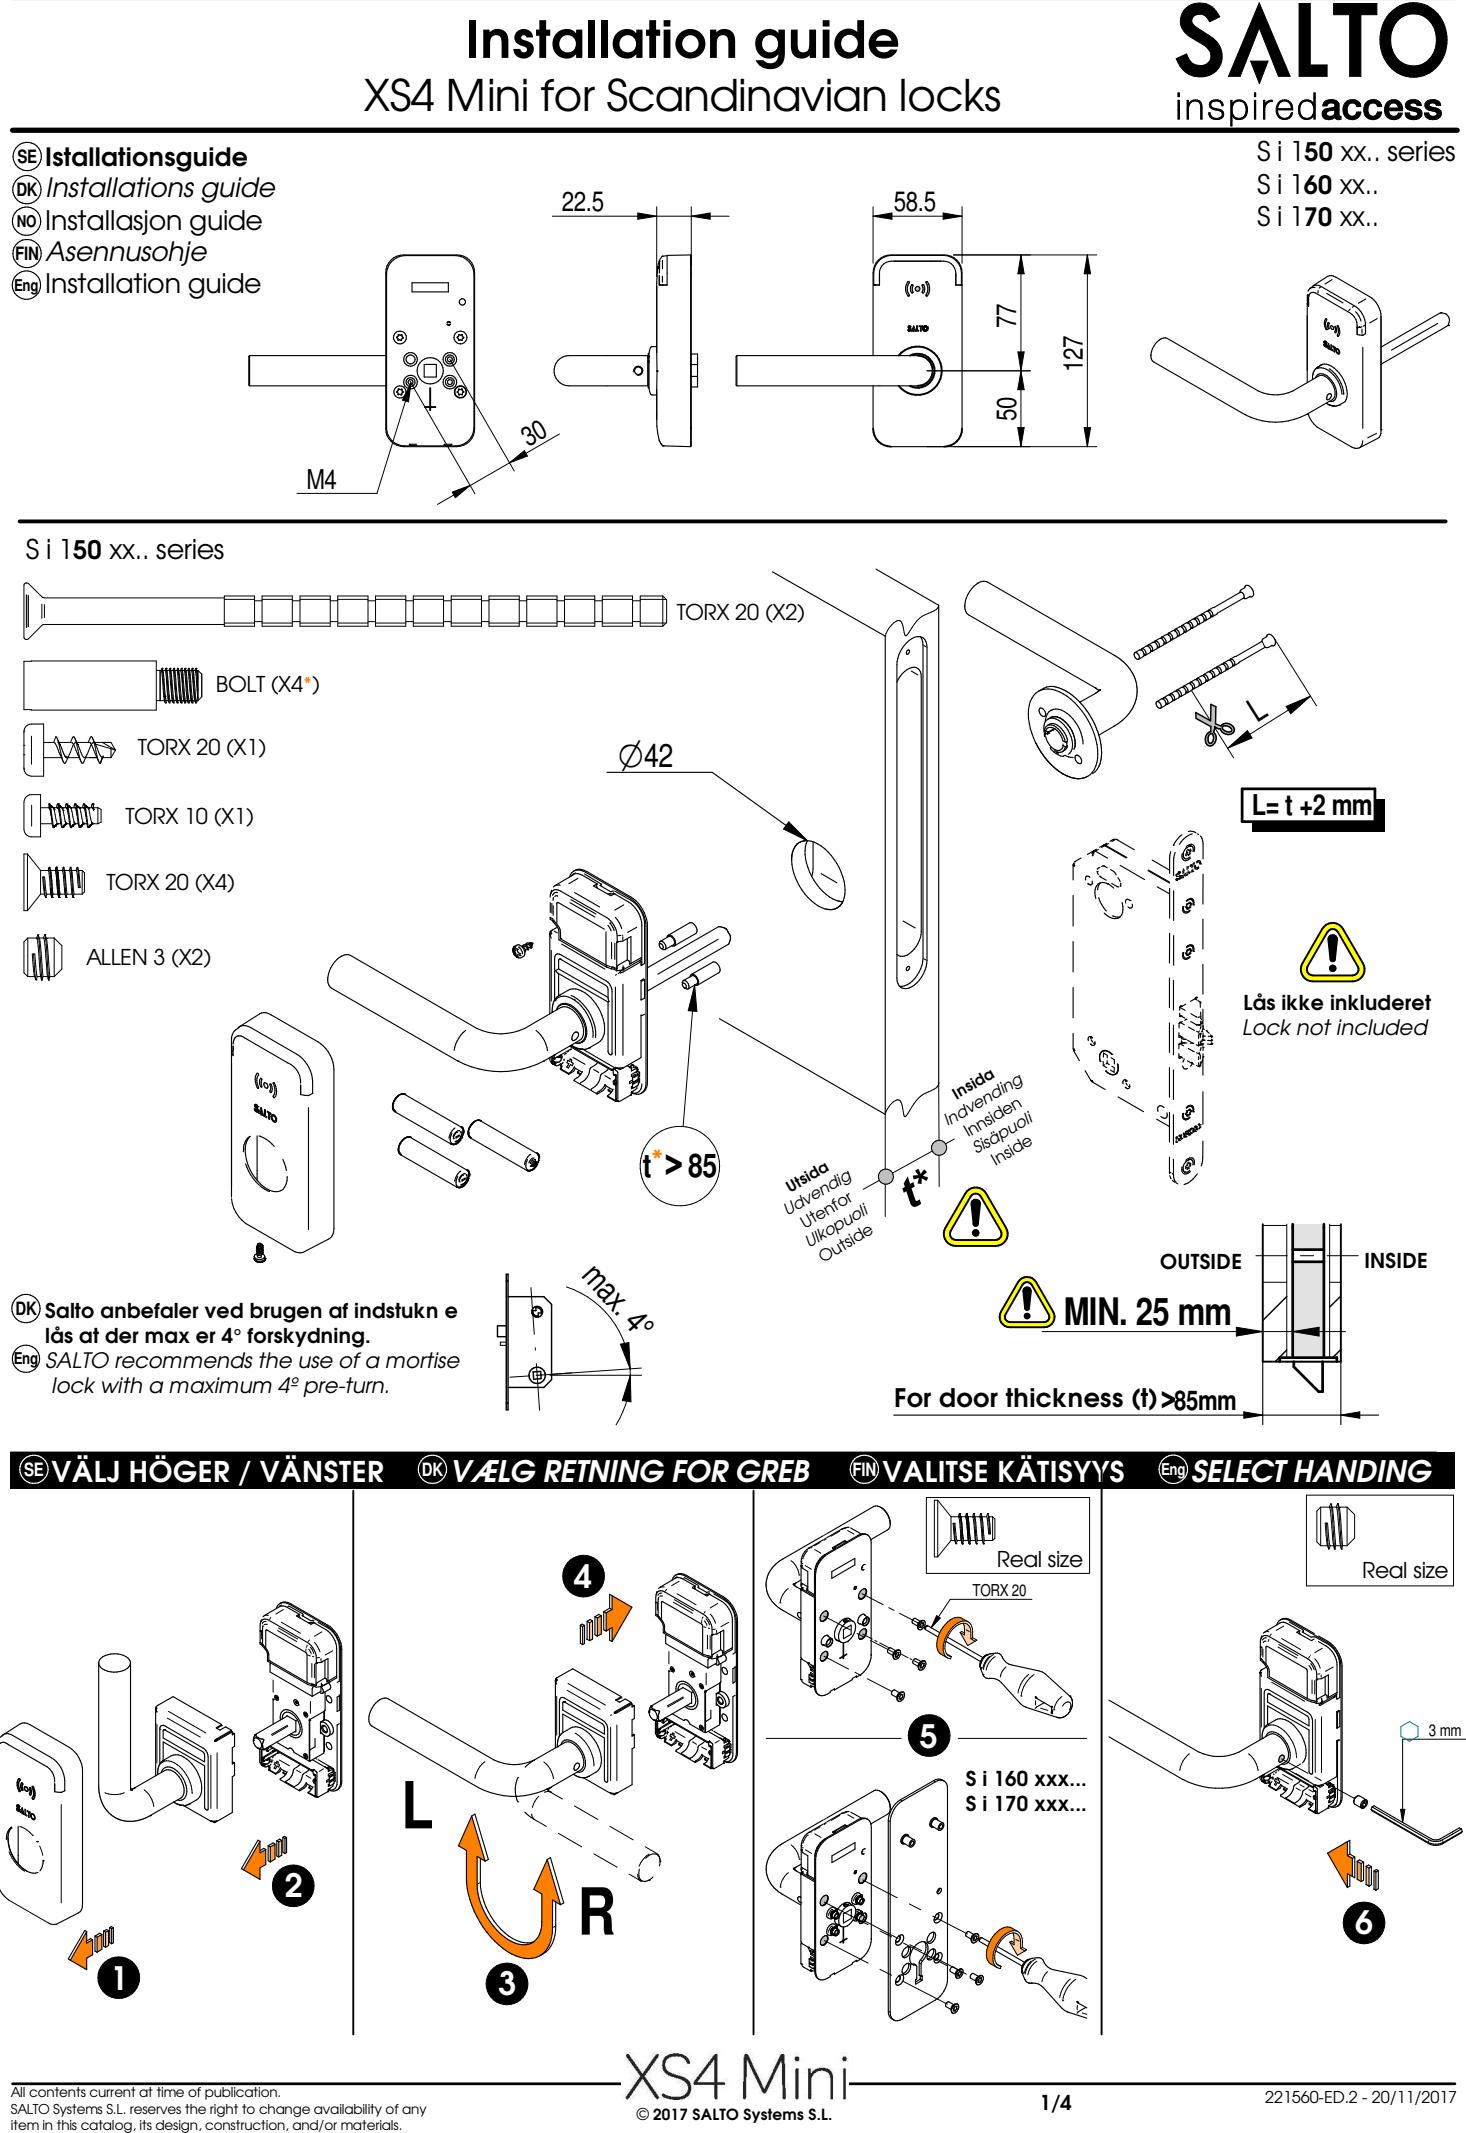 Installation guide
XS4 Mini for Scandinavian locks
SALTO
inspiredaccess
SE Istallationsguide
DK Installations guide
NO Installasjon guide
FIN Asennusohje
Eng Installation guide
S i 150 xx.. series
S i 160 xx..
S i 170 xx..
22.5
58.5
77
127
50
30
M4
SALTO
SALTO
S i 150 xx.. series
TORX 20 (X2)
BOLT (X4*)
TORX 20 (X1)
TORX 10 (X1)
TORX 20 (X4)
ALLEN 3 (X2)
Ø42
L
L= t +2 mm
SALTO
Lås ikke inkluderet
Lock not included
SALTO
t*> 85
Insida
Indvending
Innsiden
Sisäpuoli
Inside
Utsida
Udvendig
Utenfor
Ulkopuoli
Outside
t*
OUTSIDE
INSIDE
MIN. 25 mm
For door thickness (t) >85mm
DK Salto anbefaler ved brugen af indstukn e
lås at der max er 4° forskydning.
Eng SALTO recommends the use of a mortise
lock with a maximum 4º pre-turn.
max. 4º
SE VÄLJ HÖGER / VÄNSTER
DK VÆLG RETNING FOR GREB
FIN VALITSE KÄTISYYS
Eng SELECT HANDING
SALTO
1
2
4
L
R
3
Real size
TORX 20
5
S i 160 xxx...
S i 170 xxx...
Real size
3 mm
6
All contents current at time of publication.
SALTO Systems S.L. reserves the right to change availability of any
item in this catalog, its design, construction, and/or materials.
XS4 Mini
© 2017 SALTO Systems S.L.
1/4
221560-ED.2 - 20/11/2017